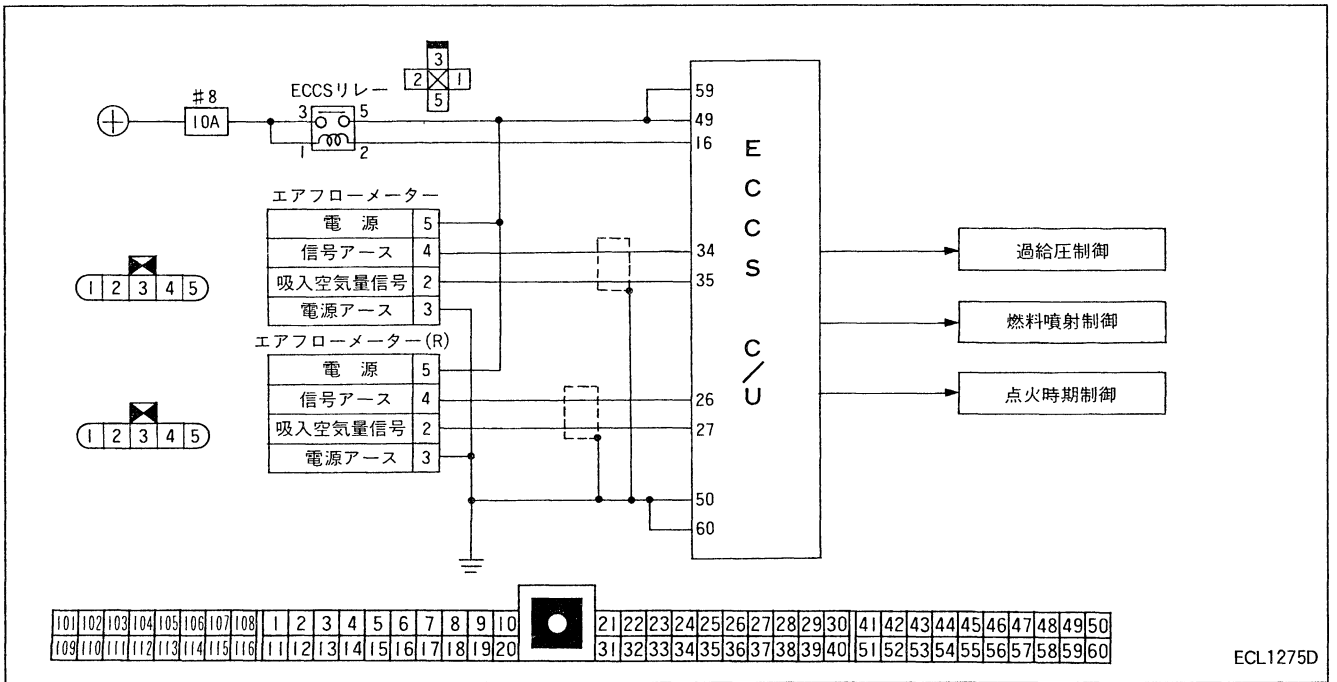 3
2 1
5
#8
10A
ECCSリレー
3 5
1 2
59
49
16
エアフローメーター
電 源 5
信号アース 4
吸入空気量信号 2
電源アース 3
1 2 3 4 5
34
35
エアフローメーター(R)
電 源 5
信号アース 4
吸入空気量信号 2
電源アース 3
1 2 3 4 5
26
27
50
60
ECCS C/U
過給圧制御
燃料噴射制御
点火時期制御
101 102 103 104 105 106 107 108 1 2 3 4 5 6 7 8 9 10 21 22 23 24 25 26 27 28 29 30 41 42 43 44 45 46 47 48 49 50
109 110 111 112 113 114 115 116 11 12 13 14 15 16 17 18 19 20 31 32 33 34 35 36 37 38 39 40 51 52 53 54 55 56 57 58 59 60
ECL1275D